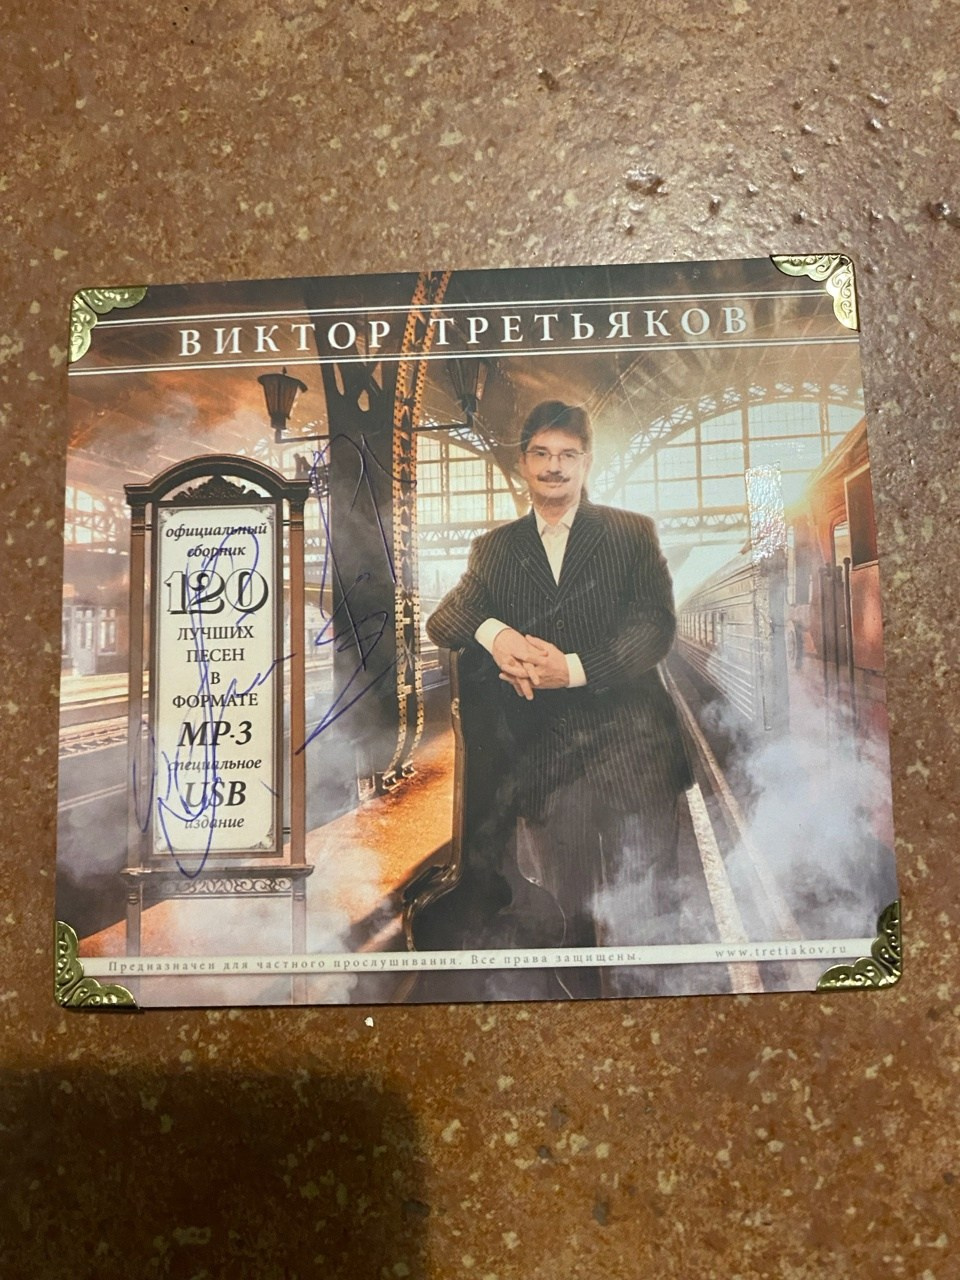 ВИКТОР ТРЕТЬЯКОВ
официальный
сборник
120
ЛУЧШИХ
ПЕСЕН
В
ФОРМАТЕ
MP-3
специальное
USB
издание
Предназначен для частного прослушивания. Все права защищены.
www.tretiakov.ru